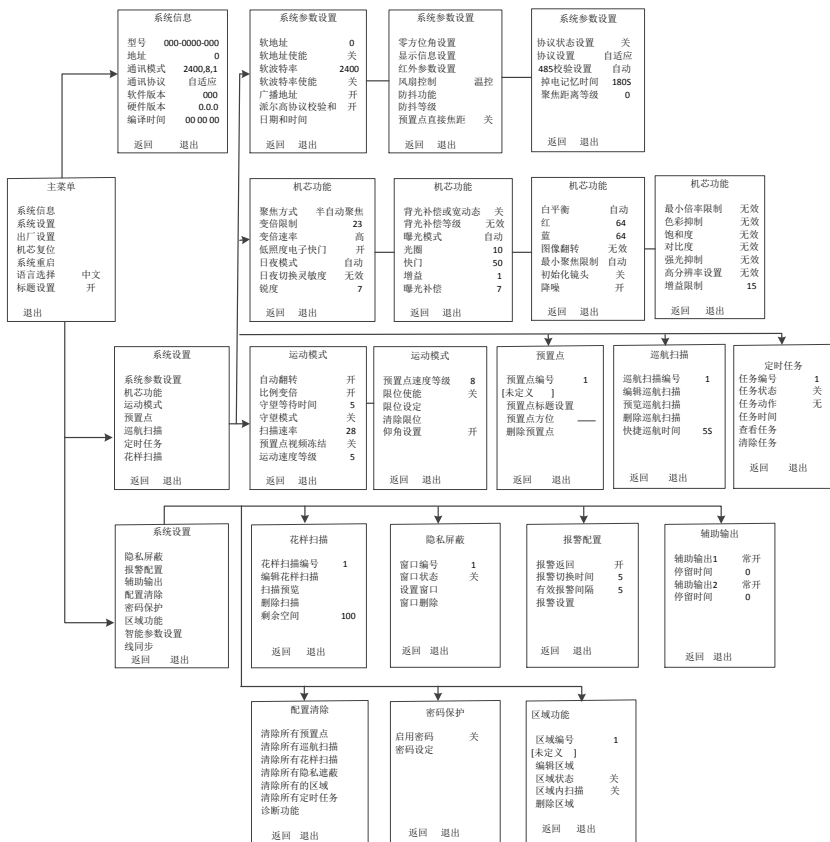 系统信息
型号 000-0000-000
地址 0
通讯模式 2400,8,1
通讯协议 自适应
软件版本 000
硬件版本 0.0.0
编译时间 00 00 00
返回 退出
系统参数设置
软地址 0
软地址使能 关
软波特率 2400
软波特率使能 关
广播地址 开
派尔高协议校验和 开
日期和时间
返回 退出
系统参数设置
零方位角设置
显示信息设置
红外参数设置
风扇控制 温控
防抖功能
防抖等级
预置点直接焦距 关
返回 退出
系统参数设置
协议状态设置 关
协议设置 自适应
485校验设置 自动
掉电记忆时间 180S
聚焦距离等级 0
返回 退出
主菜单
系统信息
系统设置
出厂设置
机芯复位
系统重启
语言选择 中文
标题设置 开
退出
机芯功能
聚焦方式 半自动聚焦
变倍限制 23
变倍速率 高
低照度电子快门 开
日夜模式 自动
日夜切换灵敏度 无效
锐度 7
返回 退出
机芯功能
背光补偿或宽动态 关
背光补偿等级 无效
曝光模式 自动
光圈 10
快门 50
增益 1
曝光补偿 7
返回 退出
机芯功能
白平衡 自动
红 64
蓝 64
图像翻转 无效
最小聚焦限制 自动
初始化镜头 关
降噪 开
返回 退出
机芯功能
最小倍率限制 无效
色彩抑制 无效
饱和度 无效
对比度 无效
强光抑制 无效
高分辨率设置 无效
增益限制 15
返回 退出
系统设置
系统参数设置
机芯功能
运动模式
预置点
巡航扫描
定时任务
花样扫描
返回 退出
运动模式
自动翻转 开
比例变倍 开
守望等待时间 5
守望模式 关
扫描速率 28
预置点视频冻结 关
运动速度等级 5
返回 退出
运动模式
预置点速度等级 8
限位使能 关
限位设定
清除限位
仰角设置 开
返回 退出
预置点
预置点编号 1
[未定义 ]
预置点标题设置
预置点方位 ——
删除预置点
返回 退出
巡航扫描
巡航扫描编号 1
编辑巡航扫描
预览巡航扫描
删除巡航扫描
快捷巡航时间 5S
返回 退出
定时任务
任务编号 1
任务状态 关
任务动作 无
任务时间
查看任务
清除任务
返回 退出
系统设置
隐私屏蔽
报警配置
辅助输出
配置清除
密码保护
区域功能
智能参数设置
线同步
返回 退出
花样扫描
花样扫描编号 1
编辑花样扫描
扫描预览
删除扫描
剩余空间 100
返回 退出
隐私屏蔽
窗口编号 1
窗口状态 关
设置窗口
窗口删除
返回 退出
报警配置
报警返回 开
报警切换时间 5
有效报警间隔 5
报警设置
返回 退出
辅助输出
辅助输出1 常开
停留时间 0
辅助输出2 常开
停留时间 0
返回 退出
配置清除
清除所有预置点
清除所有巡航扫描
清除所有花样扫描
清除所有隐私遮蔽
清除所有的区域
清除所有定时任务
诊断功能
返回 退出
密码保护
启用密码 关
密码设定
返回 退出
区域功能
区域编号 1
[未定义 ]
编辑区域
区域状态 关
区域内扫描 关
删除区域
返回 退出